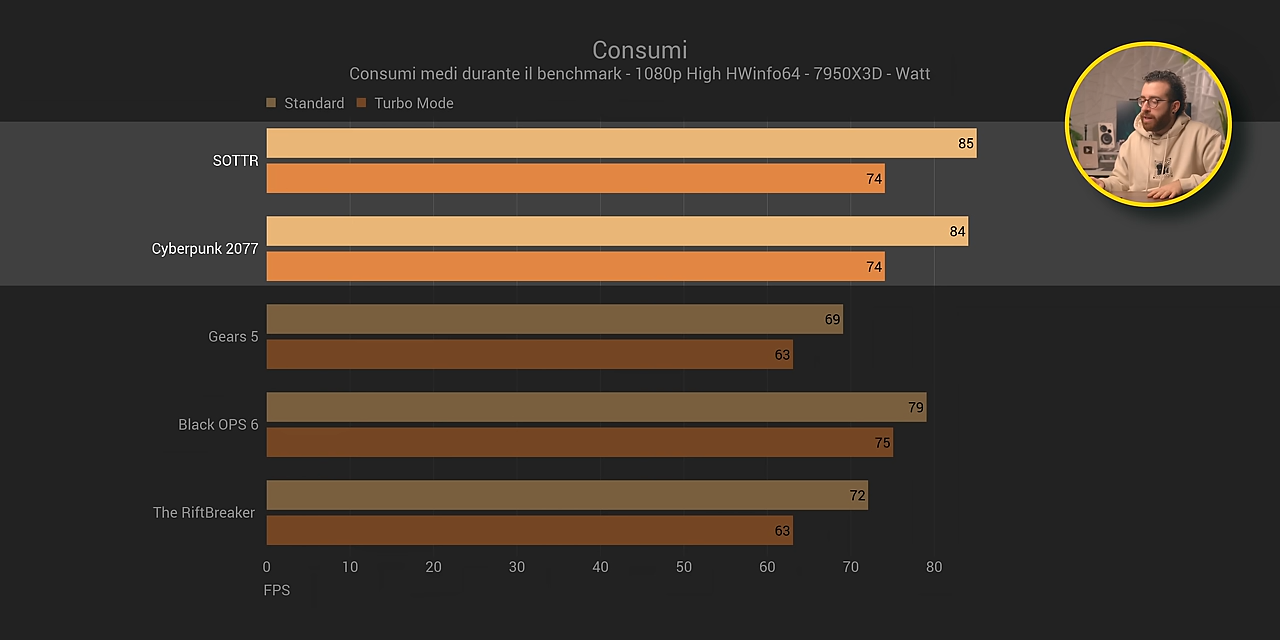 Consumi
Consumi medi durante il benchmark - 1080p High HWinfo64 - 7950X3D - Watt
Standard Turbo Mode
SOTTR
85
74
Cyberpunk 2077
84
74
Gears 5
69
63
Black OPS 6
79
75
The RiftBreaker
72
63
0 10 20 30 40 50 60 70 80
FPS